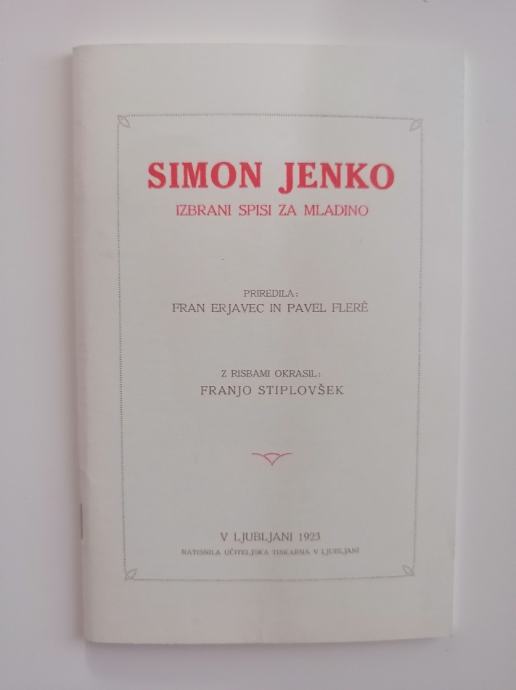 SIMON JENKO
IZBRANI SPISI ZA MLADINO
PRIREDILA:
FRAN ERJAVEC IN PAVEL FLERÈ
Z RISBAMI OKRASIL:
FRANJO STIPLOVŠEK
V LJUBLJANI 1923
NATISNILA UČITELJSKA TISKARNA V LJUBLJANI